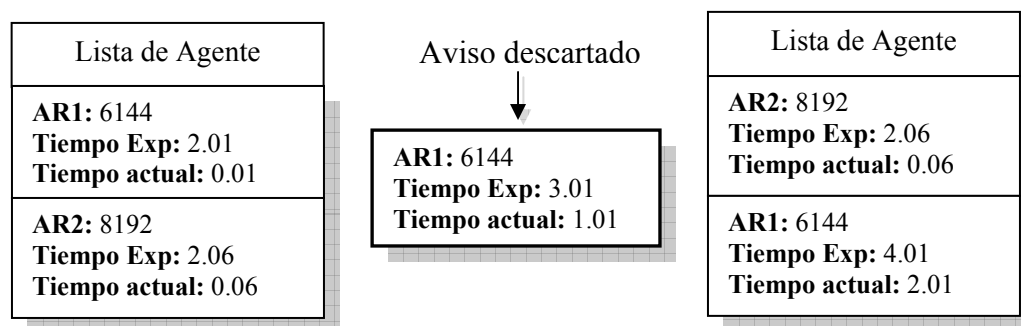 Lista de Agente
AR1: 6144
Tiempo Exp: 2.01
Tiempo actual: 0.01
AR2: 8192
Tiempo Exp: 2.06
Tiempo actual: 0.06
Aviso descartado
AR1: 6144
Tiempo Exp: 3.01
Tiempo actual: 1.01
Lista de Agente
AR2: 8192
Tiempo Exp: 2.06
Tiempo actual: 0.06
AR1: 6144
Tiempo Exp: 4.01
Tiempo actual: 2.01